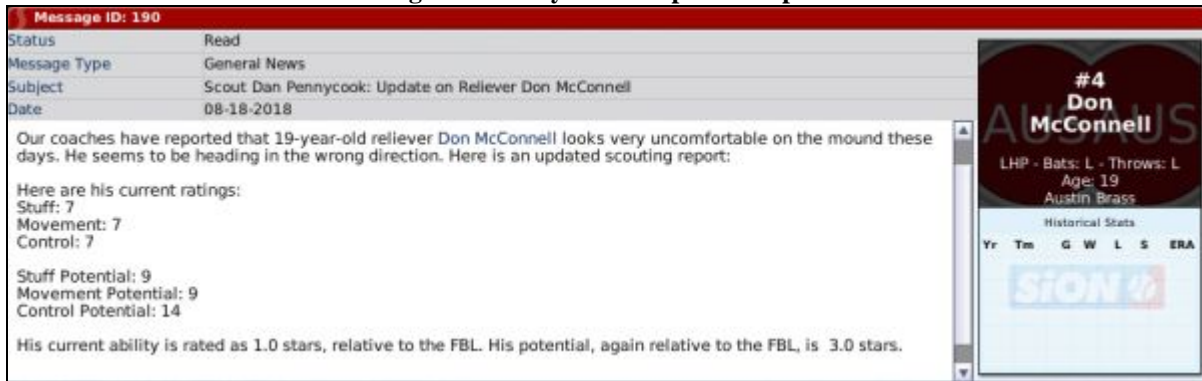 Message ID: 190
Status Read
Message Type General News
Subject Scout Dan Pennycook: Update on Reliever Don McConnell
Date 08-18-2018
Our coaches have reported that 19-year-old reliever Don McConnell looks very uncomfortable on the mound these
days. He seems to be heading in the wrong direction. Here is an updated scouting report:
Here are his current ratings:
Stuff: 7
Movement: 7
Control: 7
Stuff Potential: 9
Movement Potential: 9
Control Potential: 14
His current ability is rated as 1.0 stars, relative to the FBL. His potential, again relative to the FBL, is 3.0 stars.
#4
Don
McConnell
LHP - Bats: L - Throws: L
Age: 19
Austin Brass
Historical Stats
Yr Tm G W L S ERA
SiON